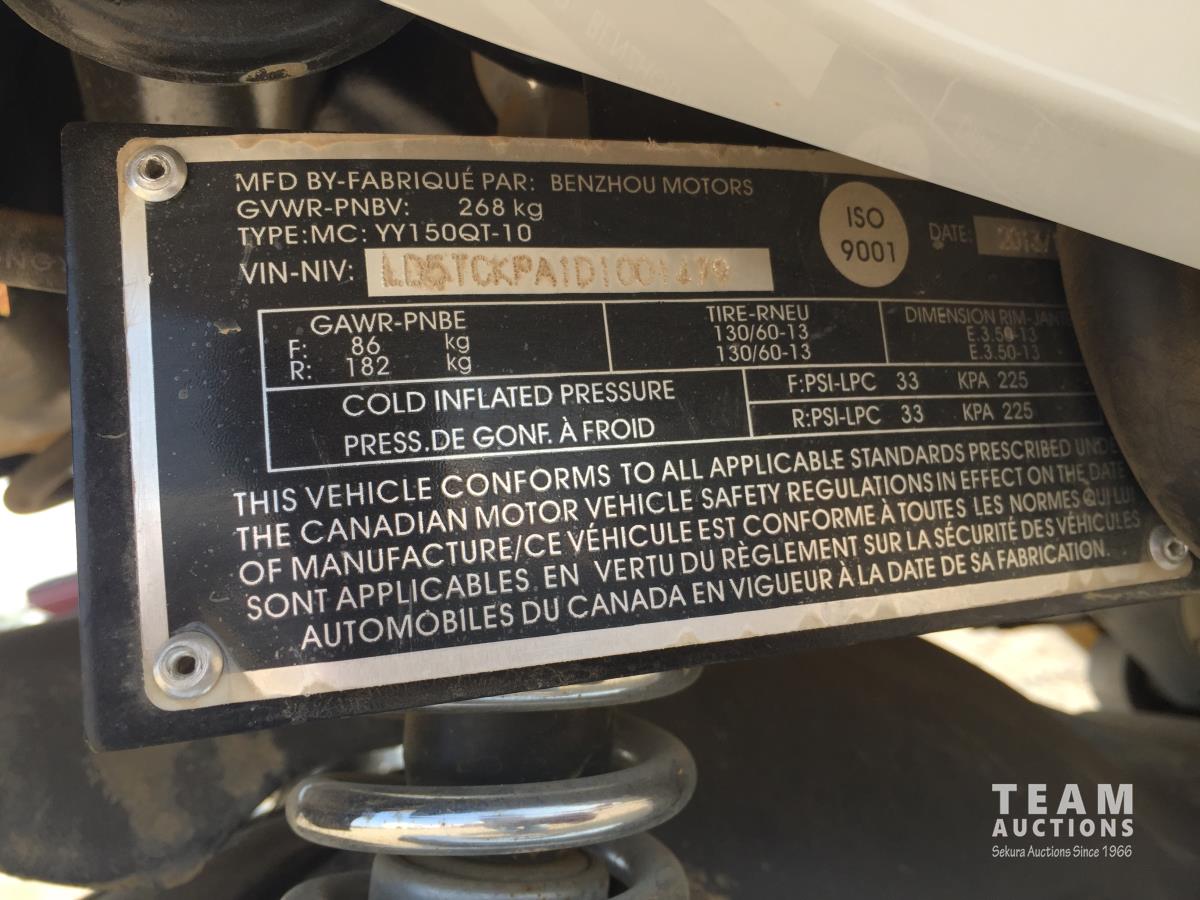 MFD BY-FABRIQUÉ PAR: BENZHOU MOTORS
GVWR-PNBV: 268 kg
TYPE:MC: YY150QT-10
VIN-NIV:
ISO
9001
DATE:
GAWR-PNBE
F: 86 kg
R: 182 kg
TIRE-RNEU
130/60-13
130/60-13
DIMENSION
E.3.50-13
E.3.50-13
COLD INFLATED PRESSURE
PRESS.DE GONF. À FROID
F:PSI-LPC 33 KPA 225
R:PSI-LPC 33 KPA 225
THIS VEHICLE CONFORMS TO ALL APPLICABLE STANDARDS PRESCRIBED
THE CANADIAN MOTOR VEHICLE SAFETY REGULATIONS IN EFFECT ON THE DATE
OF MANUFACTURE/CE VÉHICULE EST CONFORME À TOUTES LES NORMES QUI LUI
SONT APPLICABLES. EN VERTU DU RÈGLEMENT SUR LA SÉCURITÉ DES VÉHICULES
AUTOMOBILES DU CANADA EN VIGUEUR À LA DATE DE SA FABRICATION.
TEAM
AUCTIONS
Sekura Auctions Since 1966